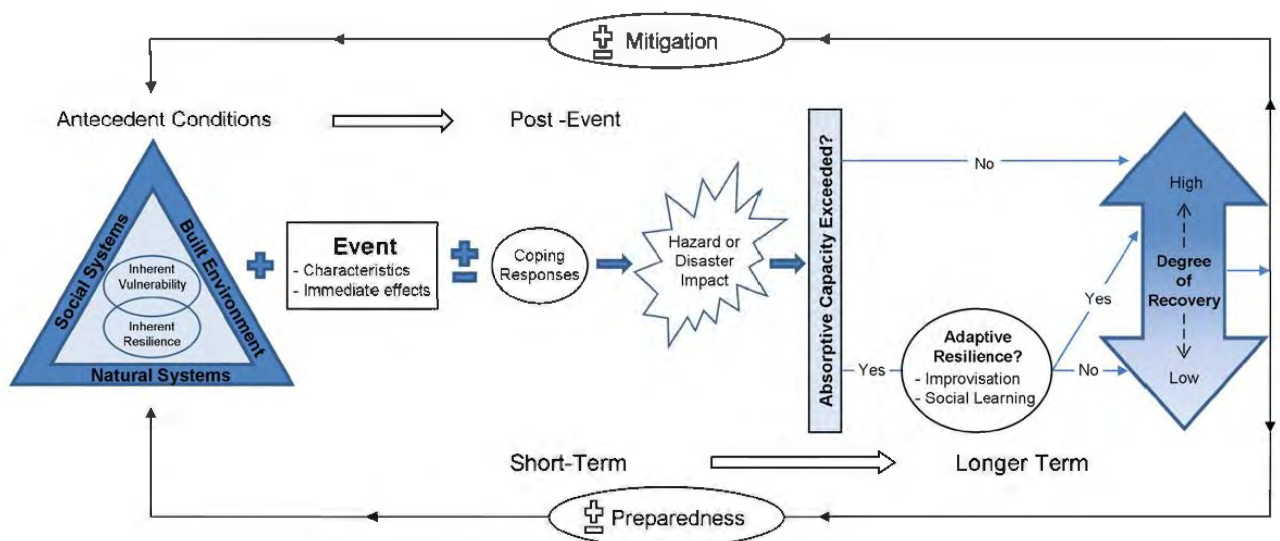 Mitigation
Antecedent Conditions
Post -Event
Social Systems
Built Environment
Natural Systems
Inherent
Vulnerability
Inherent
Resilience
Event
- Characteristics
- Immediate effects
Coping
Responses
Hazard or
Disaster
Impact
Absorptive Capacity Exceeded?
No
Yes
Adaptive
Resilience?
- Improvisation
- Social Learning
Yes
No
High
Degree
of
Recovery
Low
Short-Term
Longer Term
Preparedness